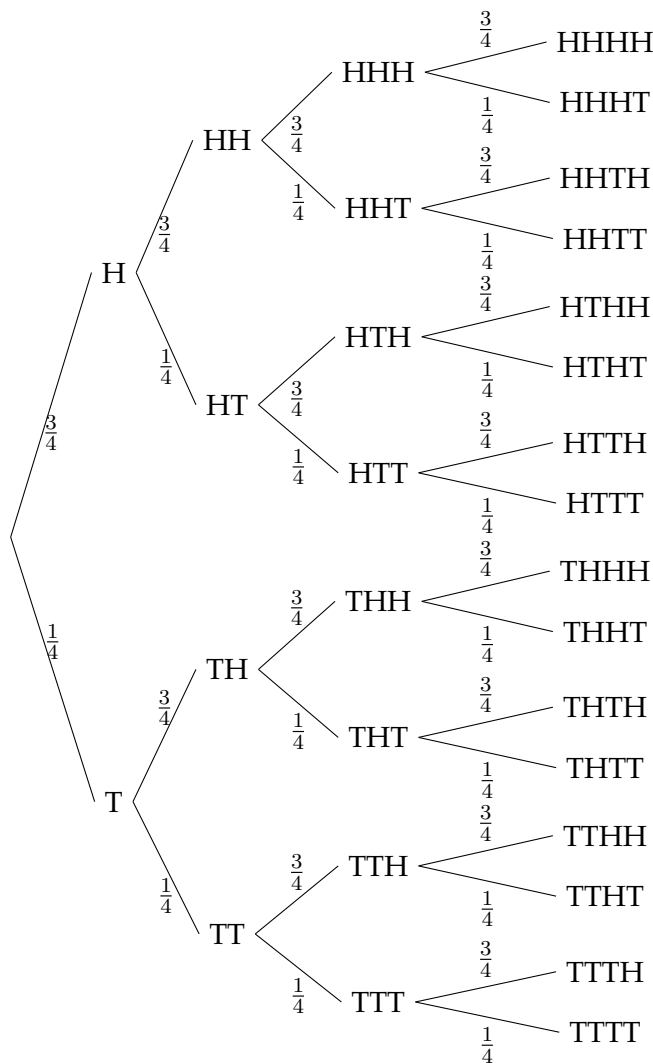 3/4 HHHH
HHH
1/4 HHHT
HH 3/4
3/4 HHTH
1/4 HHT
1/4 HHTT
3/4
H
3/4 HTHH
HTH
1/4 HTHT
1/4
HT 3/4
3/4 HTTH
1/4 HTT
1/4 HTTT
3/4
3/4 THHH
3/4 THH
1/4 THHT
1/4
TH
3/4 THTH
3/4
1/4 THT
1/4 THTT
T
3/4 TTHH
3/4 TTH
1/4 TTHT
1/4
TT
3/4 TTTH
1/4 TTT
1/4 TTTT